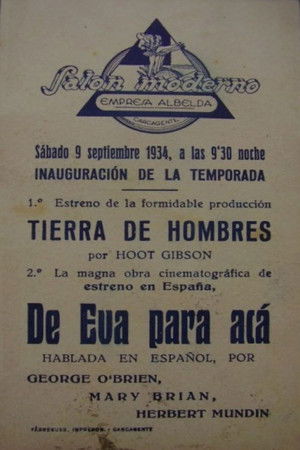 Salon moderno
EMPRESA ALBELDA
CARCAGENTE
Sábado 9 septiembre 1934, a las 9'30 noche
INAUGURACIÓN DE LA TEMPORADA
1.º Estreno de la formidable producción
TIERRA DE HOMBRES
por HOOT GIBSON
2.º La magna obra cinematográfica de
estreno en España,
De Eva para acá
HABLADA EN ESPAÑOL, POR
GEORGE O'BRIEN,
MARY BRIAN,
HERBERT MUNDIN
IMPRESOR. - CARCAGENTE